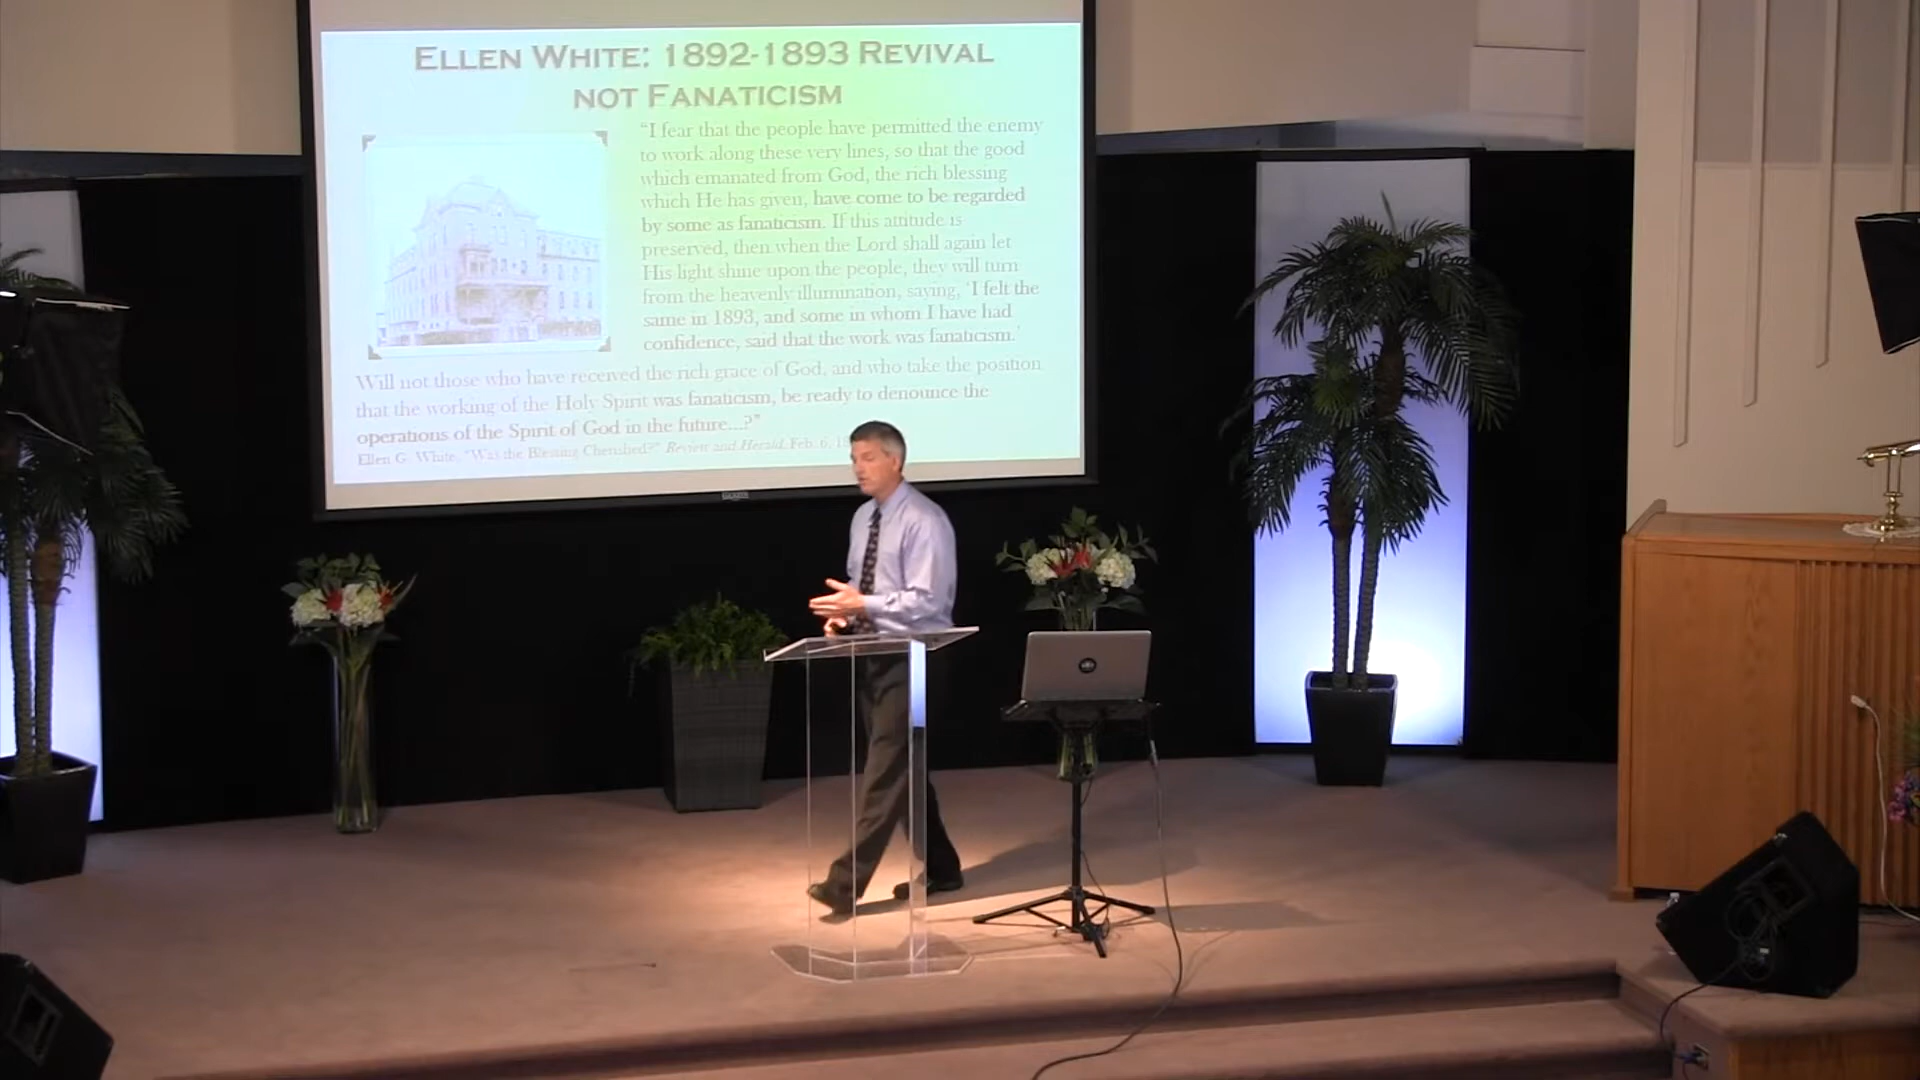 ELLEN WHITE: 1892-1893 REVIVAL
NOT FANATICISM
“I fear that the people have permitted the enemy
to work along these very lines, so that the good
which emanated from God, the rich blessing
which He has given, have come to be regarded
by some as fanaticism. If this attitude is
preserved, then when the Lord shall again let
His light shine upon the people, they will turn
from the heavenly illumination, saying, ‘I felt the
same in 1893, and some in whom I have had
confidence, said that the work was fanaticism.’
Will not those who have received the rich grace of God, and who take the position
that the working of the Holy Spirit was fanaticism, be ready to denounce the
operations of the Spirit of God in the future...?”
Ellen G. White, “Was the Blessing Cherished?” Review and Herald, Feb. 6,